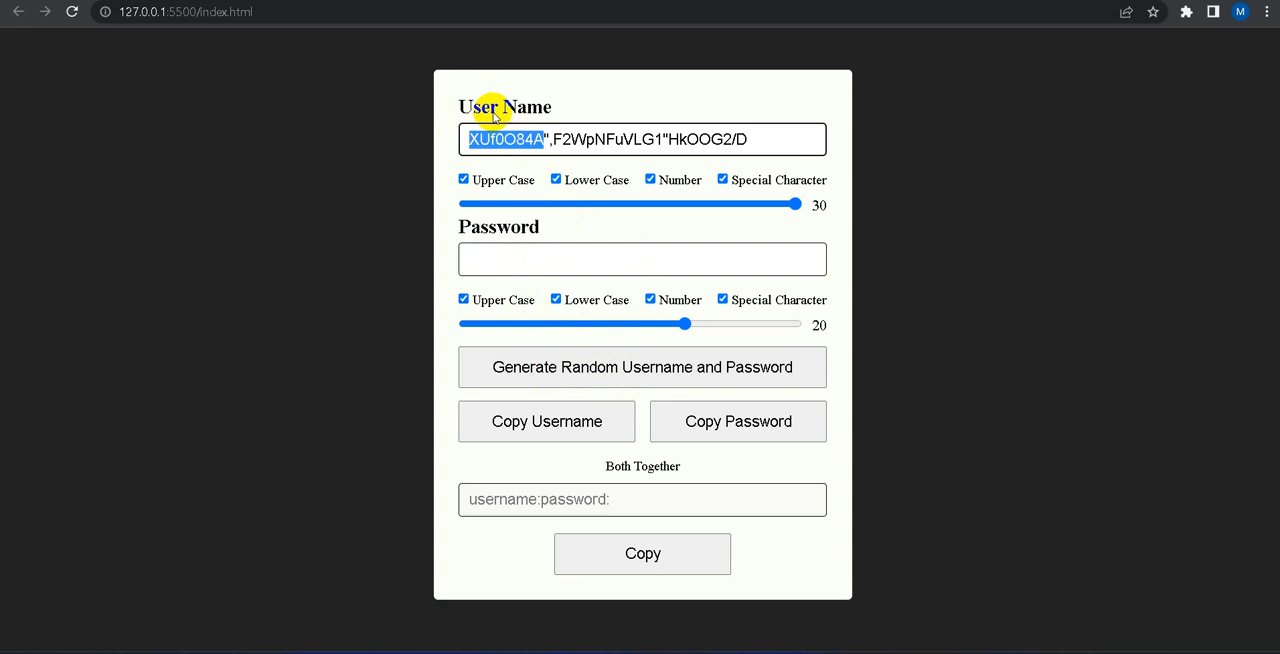 127.0.0.1:5500/index.html
M
User Name
XUf0O84A",F2WpNFuVLG1"HkOOG2/D
Upper Case Lower Case Number Special Character
30
Password
Upper Case Lower Case Number Special Character
20
Generate Random Username and Password
Copy Username Copy Password
Both Together
username:password:
Copy